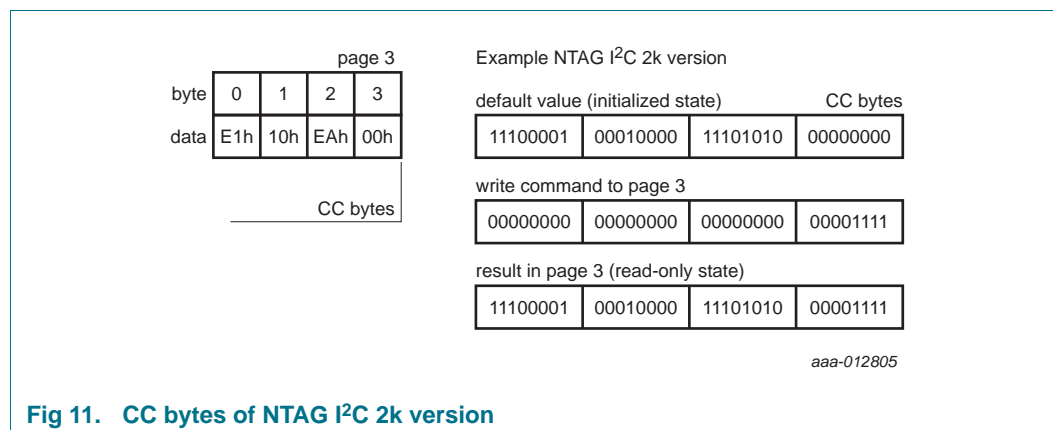 page 3
byte 0 1 2 3
data E1h 10h EAh 00h
CC bytes
Example NTAG I2C 2k version
default value (initialized state) CC bytes
11100001 00010000 11101010 00000000
write command to page 3
00000000 00000000 00000000 00001111
result in page 3 (read-only state)
11100001 00010000 11101010 00001111
aaa-012805
Fig 11. CC bytes of NTAG I2C 2k version